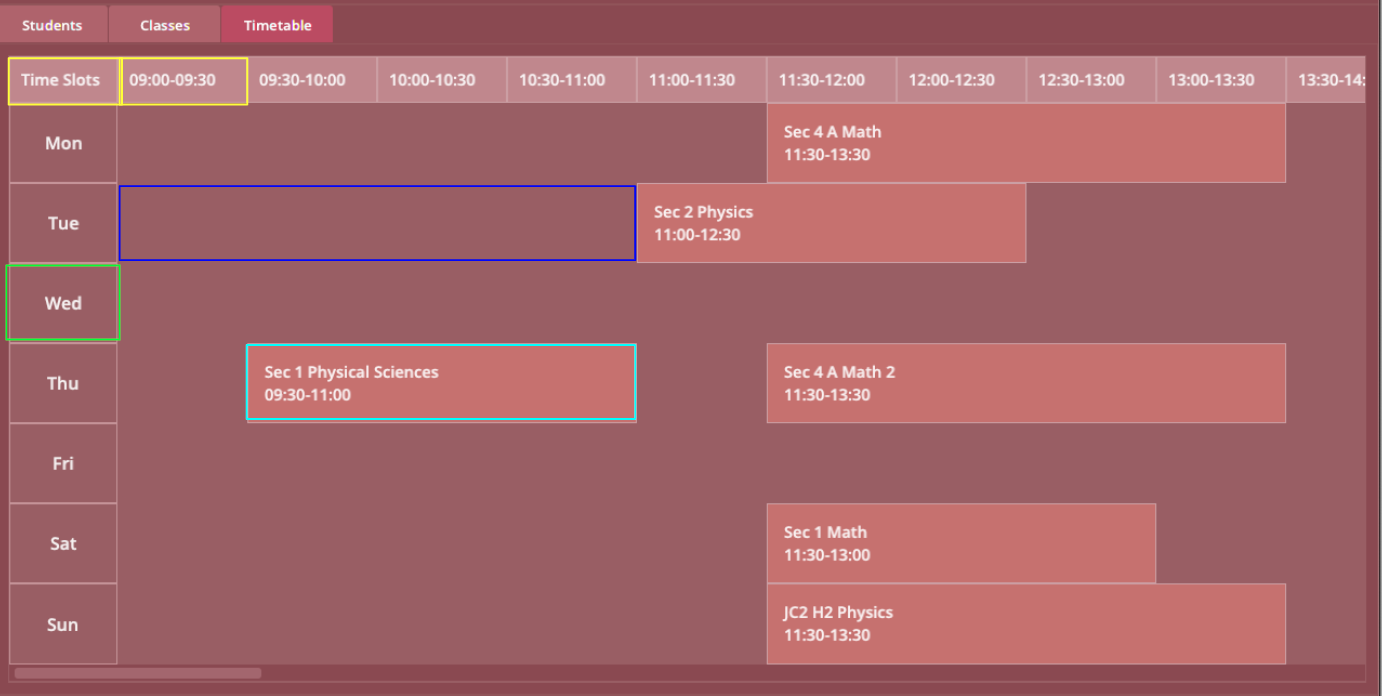 Students Classes Timetable
Time Slots 09:00-09:30 09:30-10:00 10:00-10:30 10:30-11:00 11:00-11:30 11:30-12:00 12:00-12:30 12:30-13:00 13:00-13:30 13:30-14:
Mon
Sec 4 A Math
11:30-13:30
Tue
Sec 2 Physics
11:00-12:30
Wed
Thu
Sec 1 Physical Sciences
09:30-11:00
Sec 4 A Math 2
11:30-13:30
Fri
Sat
Sec 1 Math
11:30-13:00
Sun
JC2 H2 Physics
11:30-13:30